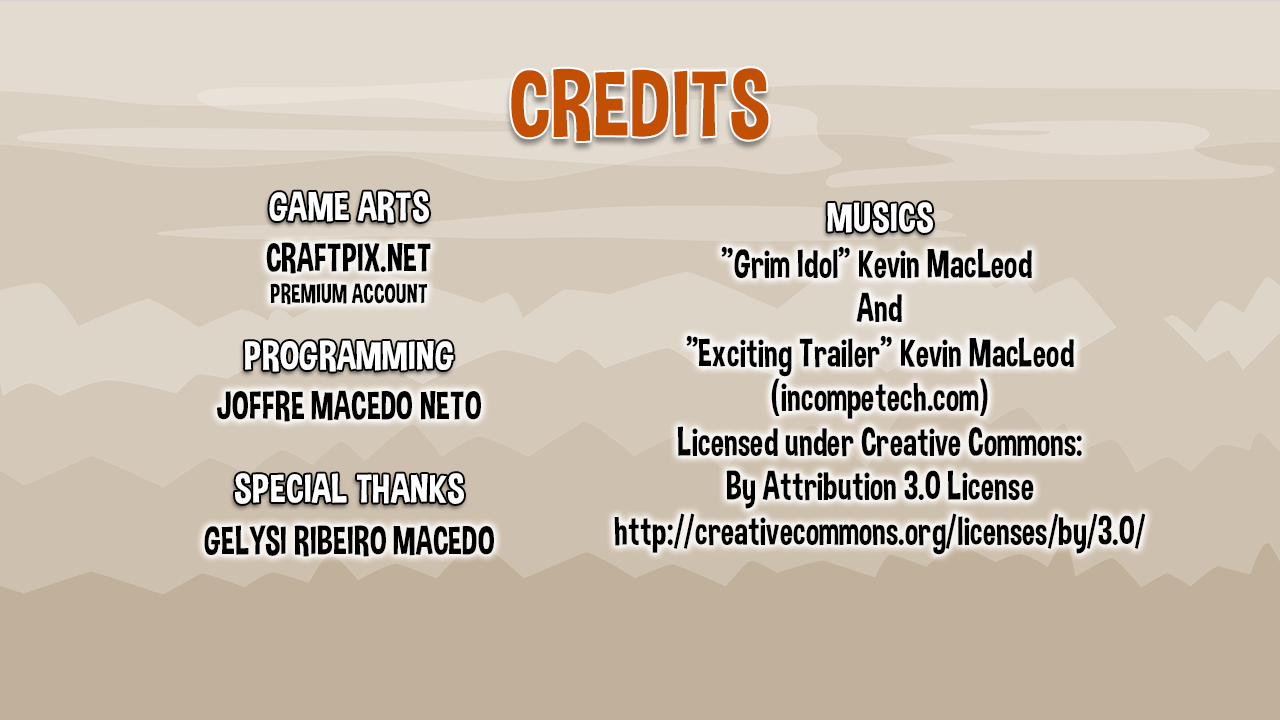 CREDITS
GAME ARTS
CRAFTPIX.NET
PREMIUM ACCOUNT
PROGRAMMING
JOFFRE MACEDO NETO
SPECIAL THANKS
GELYSI RIBEIRO MACEDO
MUSICS
”Grim Idol” Kevin MacLeod
And
”Exciting Trailer” Kevin MacLeod
(incompetech.com)
Licensed under Creative Commons:
By Attribution 3.0 License
http://creativecommons.org/licenses/by/3.0/